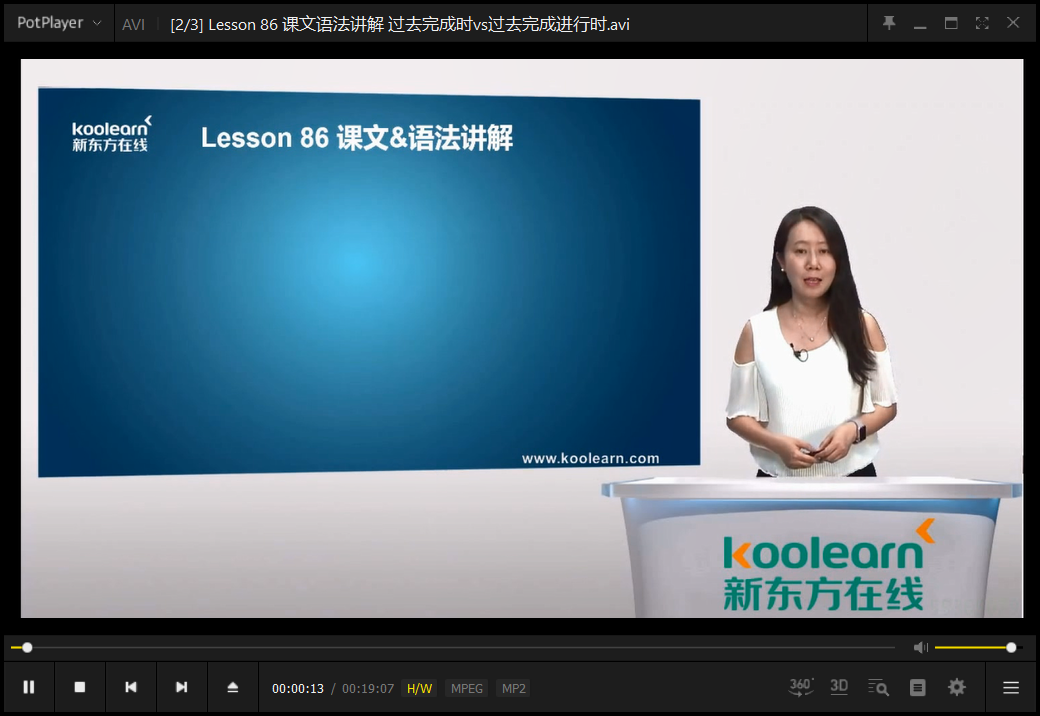 PotPlayer
AVI
[2/3] Lesson 86 课文语法讲解 过去完成时vs过去完成进行时.avi
koolearn
新东方在线
Lesson 86 课文&语法讲解
www.koolearn.com
koolearn
新东方在线
00:00:13 / 00:19:07 H/W MPEG MP2
360°
3D